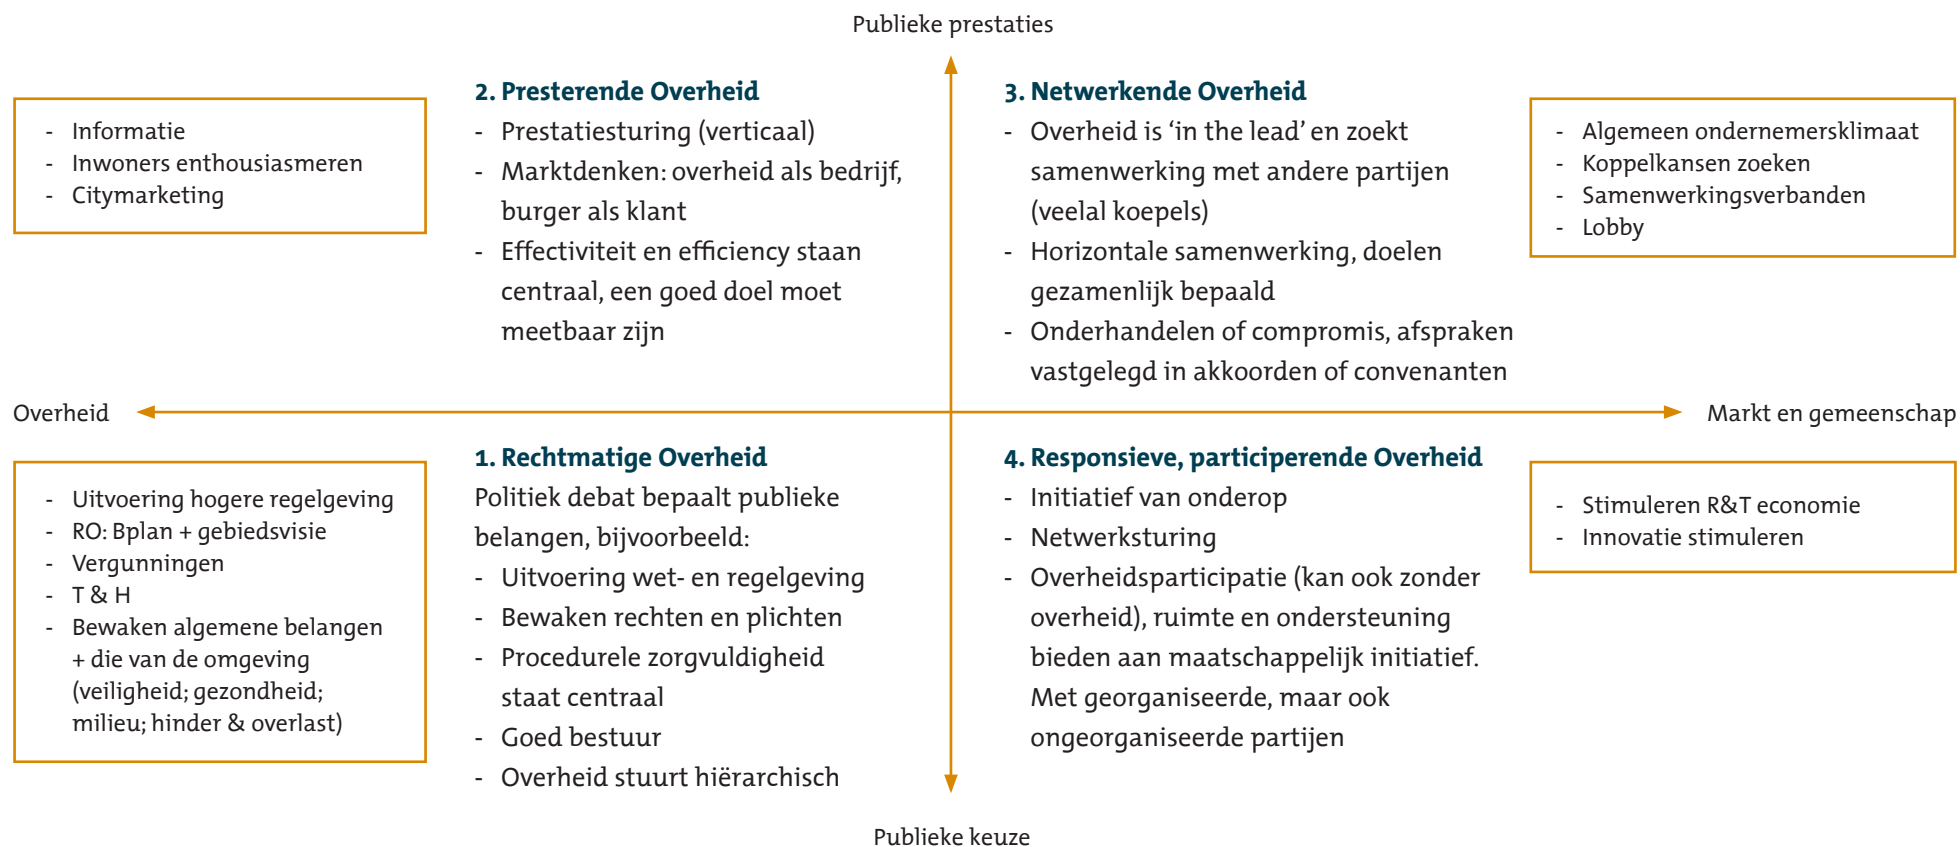 Publieke prestaties
- Informatie
- Inwoners enthousiasmeren
- Citymarketing
2. Presterende Overheid
- Prestatiesturing (verticaal)
- Marktdenken: overheid als bedrijf,
burger als klant
- Effectiviteit en efficiency staan
centraal, een goed doel moet
meetbaar zijn
3. Netwerkende Overheid
- Overheid is ‘in the lead’ en zoekt
samenwerking met andere partijen
(veelal koepels)
- Horizontale samenwerking, doelen
gezamenlijk bepaald
- Onderhandelen of compromis, afspraken
vastgelegd in akkoorden of convenanten
- Algemeen ondernemersklimaat
- Koppelkansen zoeken
- Samenwerkingsverbanden
- Lobby
Overheid
Markt en gemeenschap
- Uitvoering hogere regelgeving
- RO: Bplan + gebiedsvisie
- Vergunningen
- T & H
- Bewaken algemene belangen
+ die van de omgeving
(veiligheid; gezondheid;
milieu; hinder & overlast)
1. Rechtmatige Overheid
Politiek debat bepaalt publieke
belangen, bijvoorbeeld:
- Uitvoering wet- en regelgeving
- Bewaken rechten en plichten
- Procedurele zorgvuldigheid
staat centraal
- Goed bestuur
- Overheid stuurt hiërarchisch
4. Responsieve, participerende Overheid
- Initiatief van onderop
- Netwerksturing
- Overheidsparticipatie (kan ook zonder
overheid), ruimte en ondersteuning
bieden aan maatschappelijk initiatief.
Met georganiseerde, maar ook
ongeorganiseerde partijen
- Stimuleren R&T economie
- Innovatie stimuleren
Publieke keuze